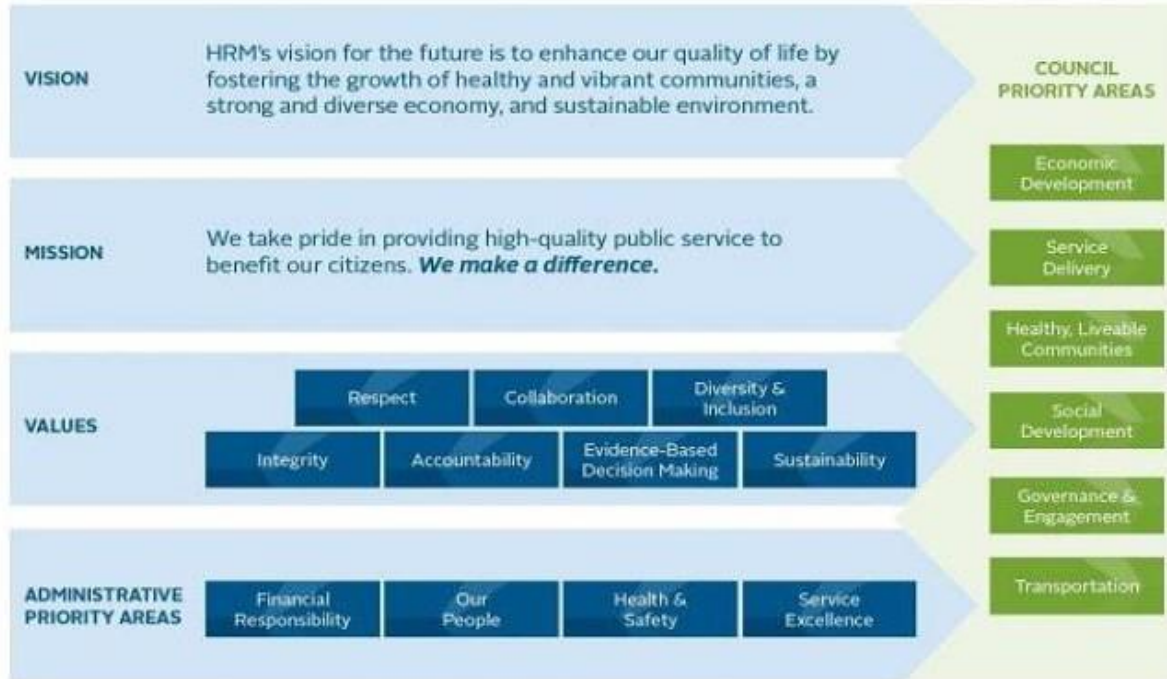 VISION
HRM's vision for the future is to enhance our quality of life by
fostering the growth of healthy and vibrant communities, a
strong and diverse economy, and sustainable environment.
MISSION
We take pride in providing high-quality public service to
benefit our citizens. We make a difference.
VALUES
Respect
Collaboration
Diversity &
Inclusion
Integrity
Accountability
Evidence-Based
Decision Making
Sustainability
ADMINISTRATIVE
PRIORITY AREAS
Financial
Responsibility
Our
People
Health &
Safety
Service
Excellence
COUNCIL
PRIORITY AREAS
Economic
Development
Service
Delivery
Healthy, Liveable
Communities
Social
Development
Governance &
Engagement
Transportation